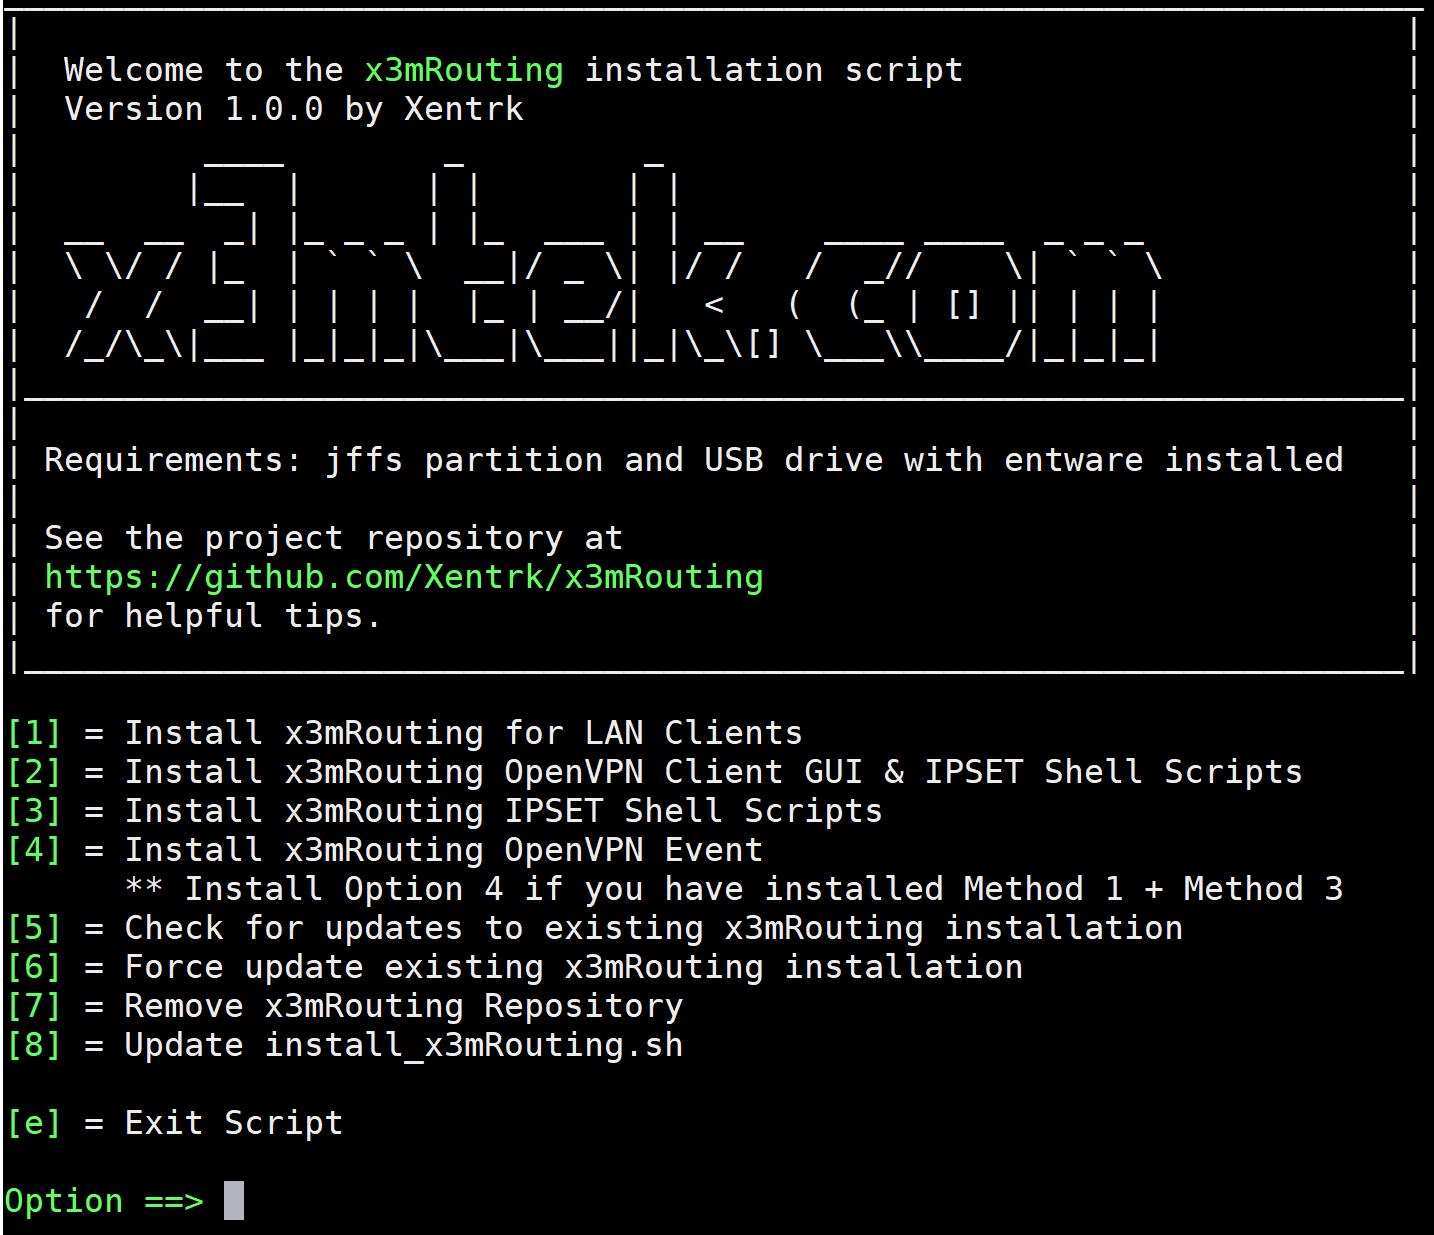 Welcome to the x3mRouting installation script
Version 1.0.0 by Xentrk
x3mtek.com
Requirements: jffs partition and USB drive with entware installed
See the project repository at
https://github.com/Xentrk/x3mRouting
for helpful tips.
[1] = Install x3mRouting for LAN Clients
[2] = Install x3mRouting OpenVPN Client GUI & IPSET Shell Scripts
[3] = Install x3mRouting IPSET Shell Scripts
[4] = Install x3mRouting OpenVPN Event
** Install Option 4 if you have installed Method 1 + Method 3
[5] = Check for updates to existing x3mRouting installation
[6] = Force update existing x3mRouting installation
[7] = Remove x3mRouting Repository
[8] = Update install_x3mRouting.sh
[e] = Exit Script
Option ==>